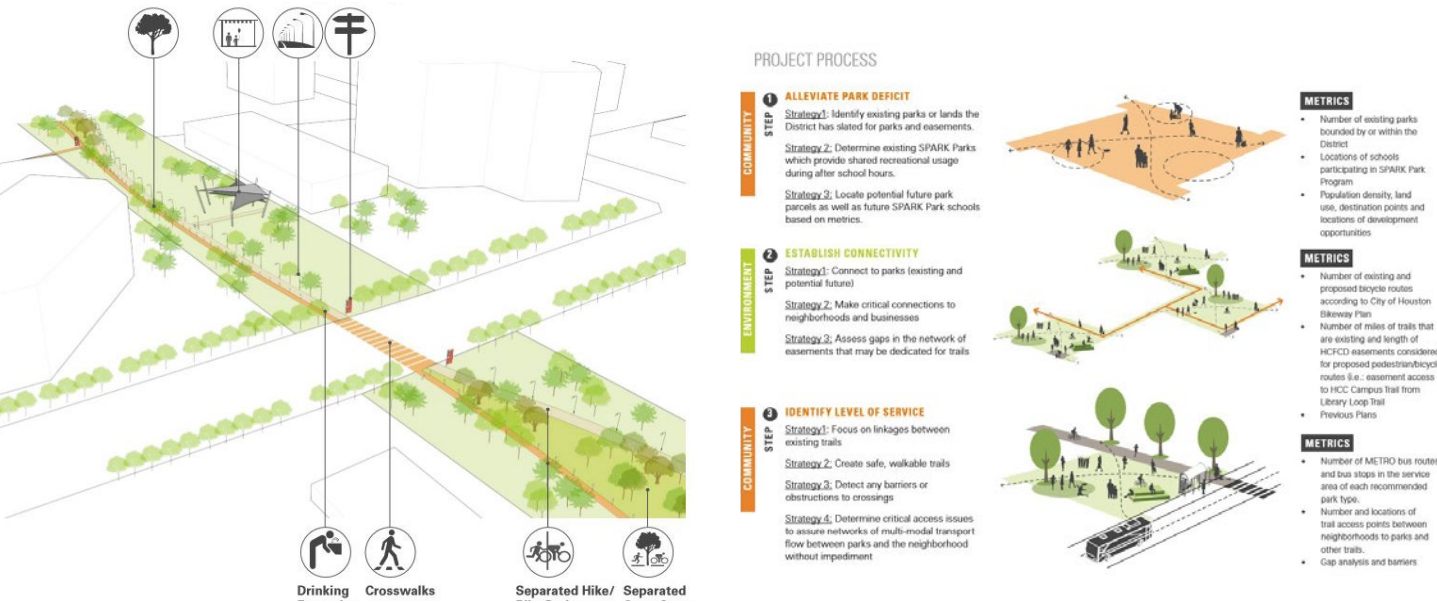 PROJECT PROCESS
COMMUNITY
STEP 1
ALLEVIATE PARK DEFICIT
Strategy1: Identify existing parks or lands the
District has slated for parks and easements.
Strategy 2: Determine existing SPARK Parks
which provide shared recreational usage
during after school hours.
Strategy 3: Locate potential future park
parcels as well as future SPARK Park schools
based on metrics.
METRICS
• Number of existing parks
bounded by or within the
District
• Locations of schools
participating in SPARK Park
Program
• Population density, land
use, destination points and
locations of development
opportunities
ENVIRONMENT
STEP 2
ESTABLISH CONNECTIVITY
Strategy1: Connect to parks (existing and
potential future)
Strategy 2: Make critical connections to
neighborhoods and businesses
Strategy 3: Assess gaps in the network of
easements that may be dedicated for trails
METRICS
• Number of existing and
proposed bicycle routes
according to City of Houston
Bikeway Plan
• Number of miles of trails that
are existing and length of
HCFCD easements considered
for proposed pedestrian/bicycl
routes (i.e.: easement access
to HCC Campus Trail from
Library Loop Trail
• Previous Plans
COMMUNITY
STEP 3
IDENTIFY LEVEL OF SERVICE
Strategy1: Focus on linkages between
existing trails
Strategy 2: Create safe, walkable trails
Strategy 3: Detect any barriers or
obstructions to crossings
Strategy 4: Determine critical access issues
to assure networks of multi-modal transport
flow between parks and the neighborhood
without impediment
METRICS
• Number of METRO bus routes
and bus stops in the service
area of each recommended
park type.
• Number and locations of
trail access points between
neighborhoods to parks and
other trails.
• Gap analysis and barriers
Drinking
Crosswalks
Separated Hike/
Separated